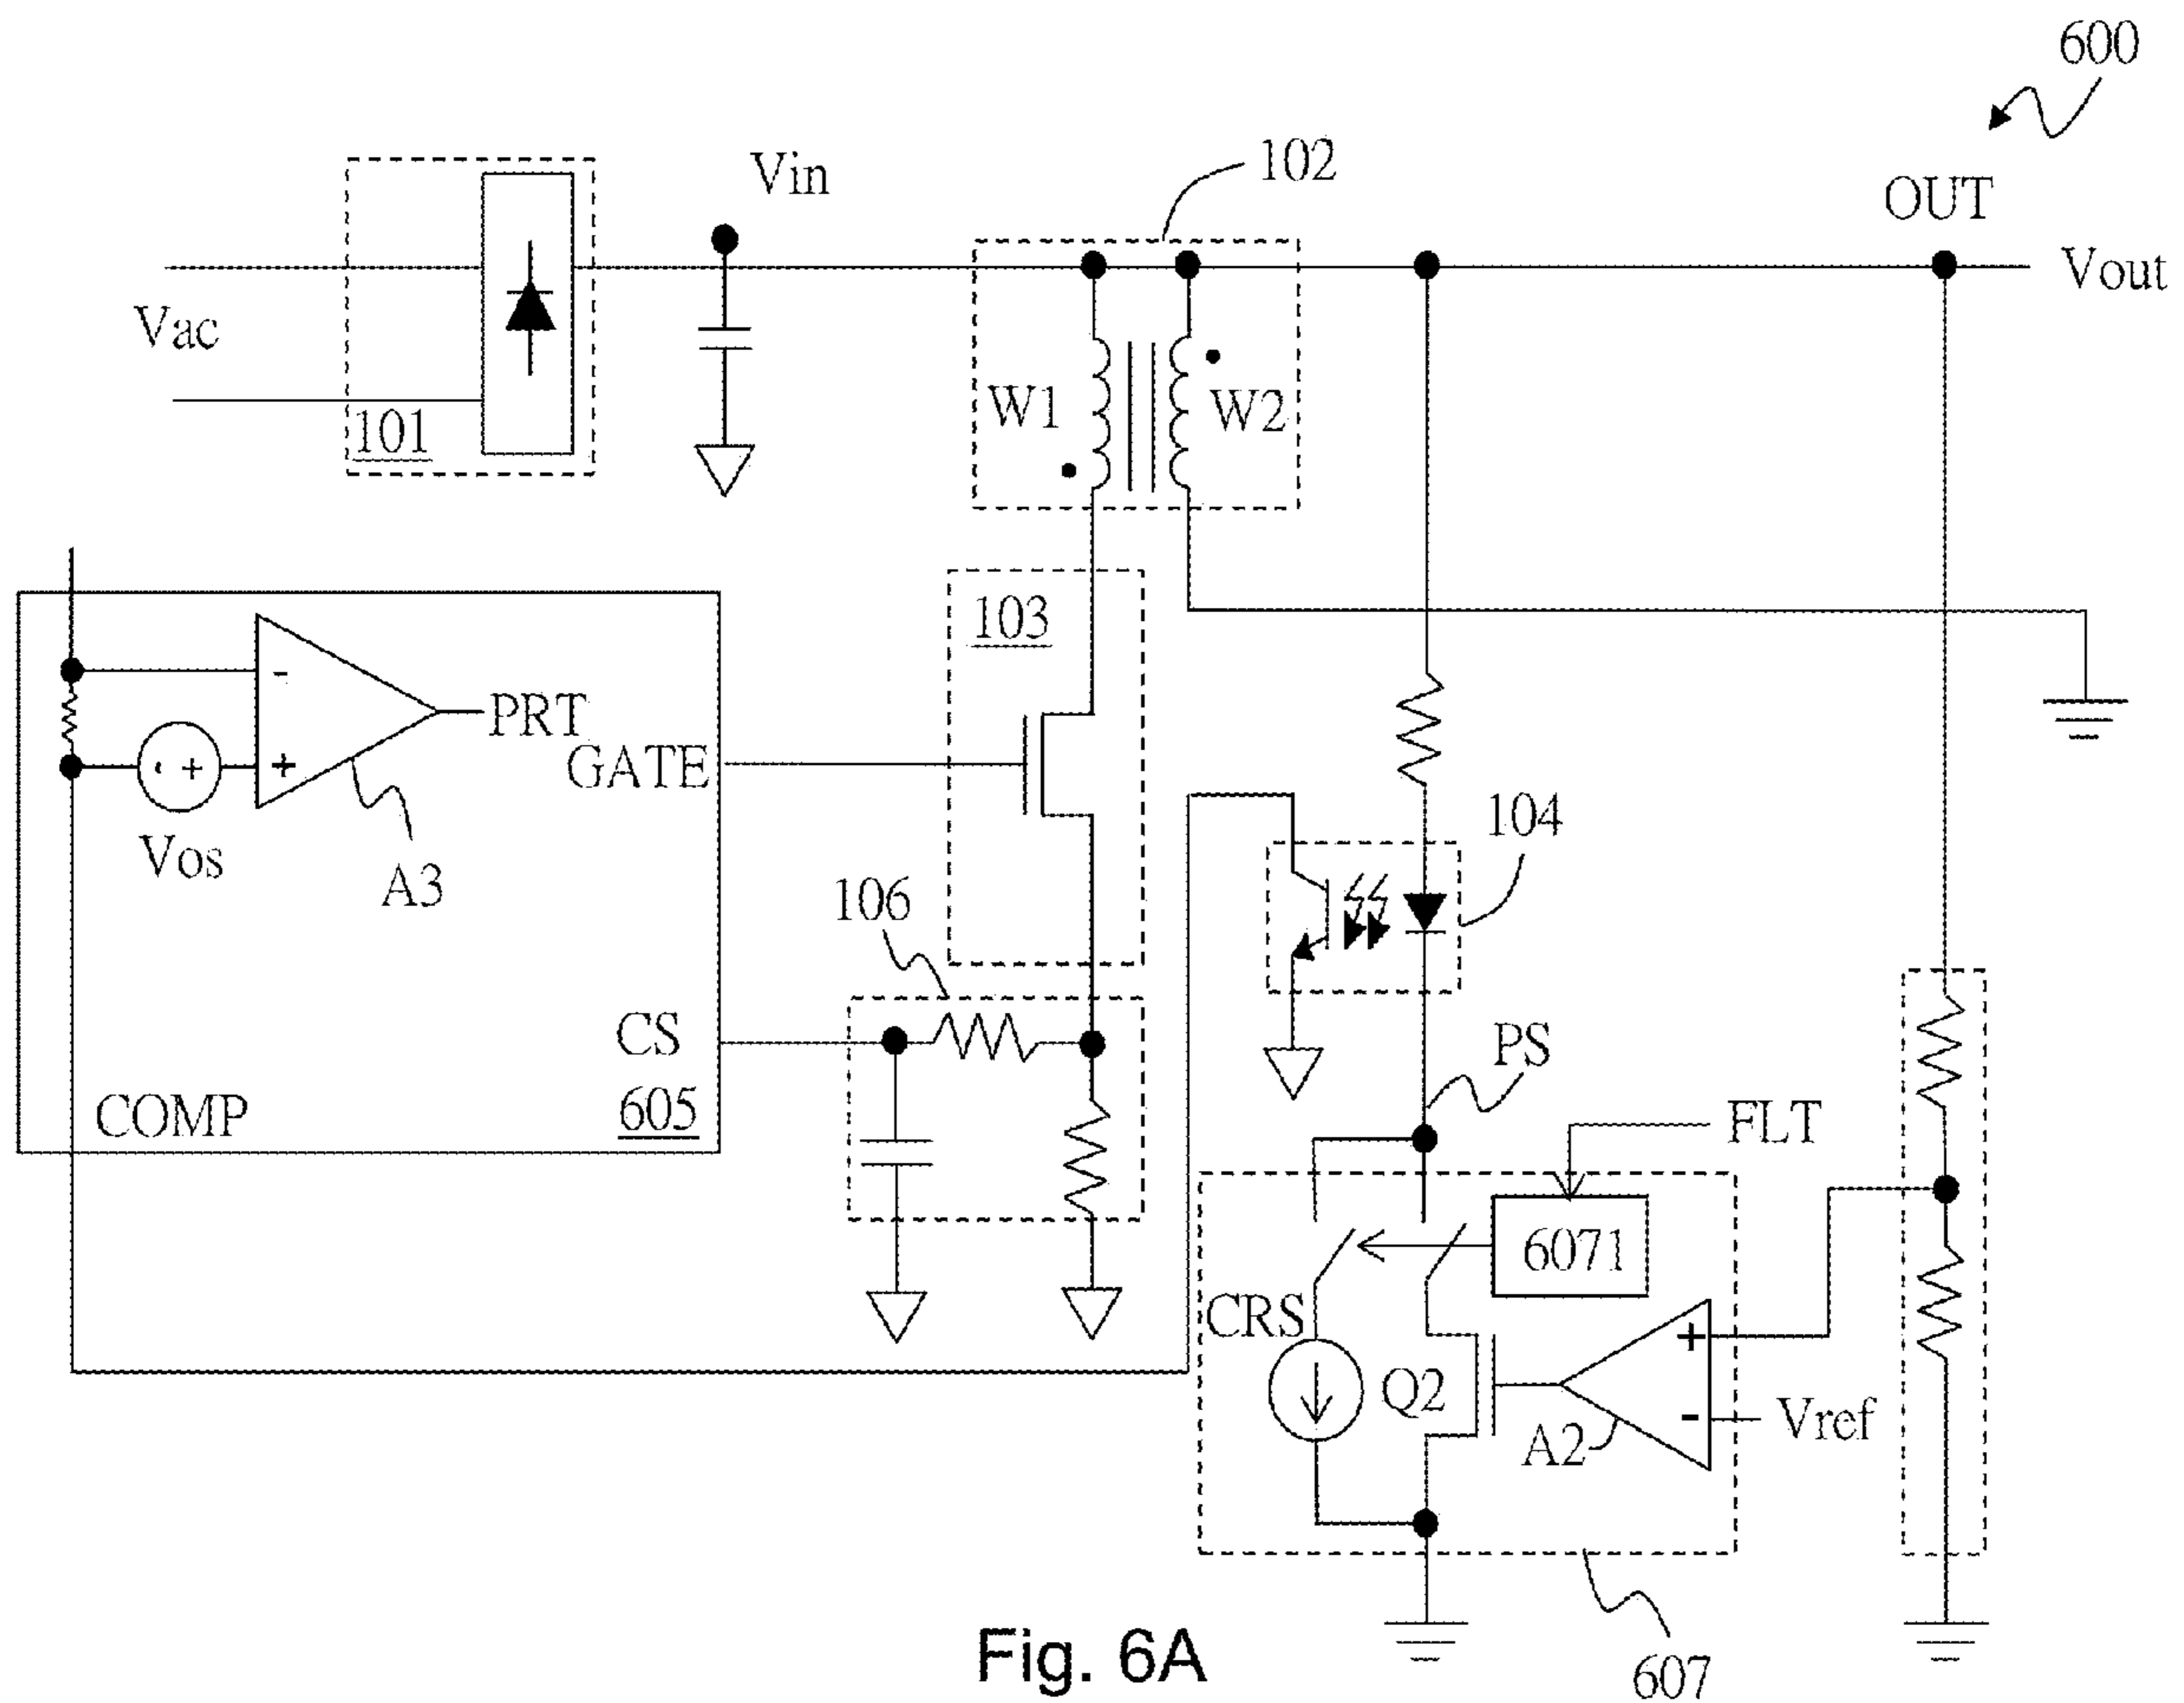 600
102
Vin
OUT
Vout
Vac
101
W1
W2
103
-
PRT
GATE
+
- +
Vos
A3
104
106
CS
PS
COMP
605
FLT
6071
CRS
+
Q2
-
Vref
A2
Fig. 6A
607